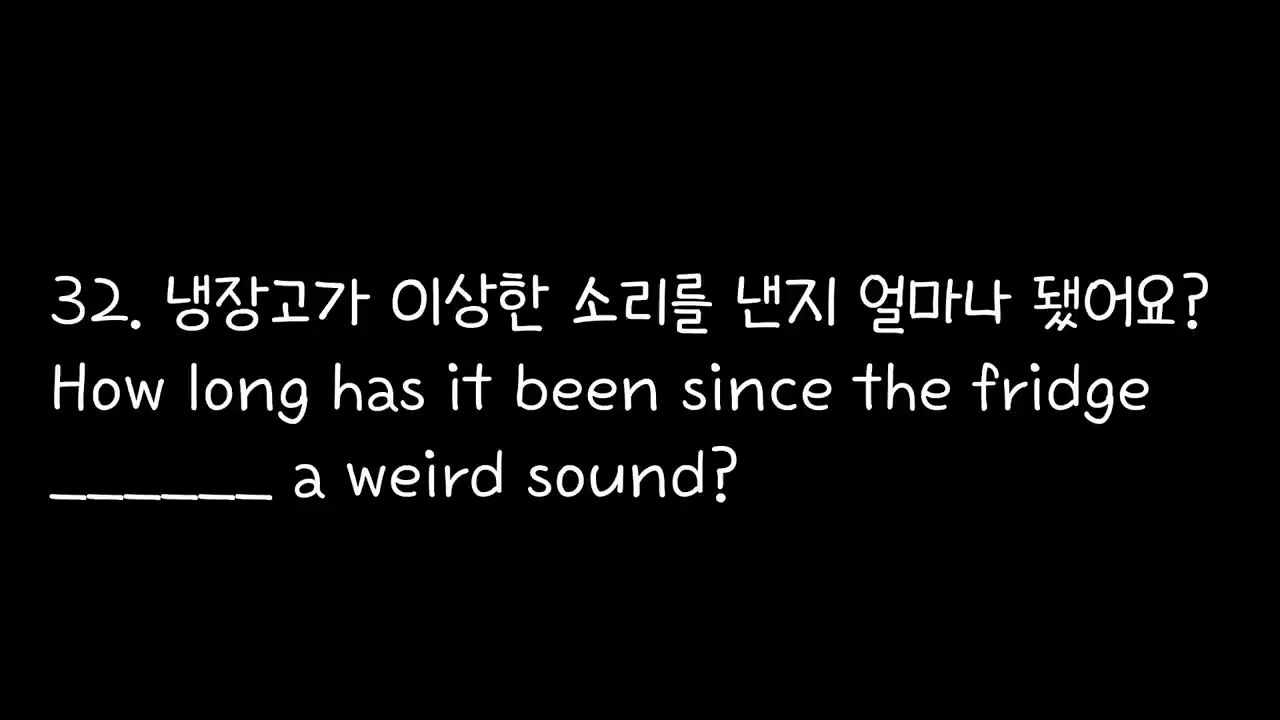 32. 냉장고가 이상한 소리를 낸지 얼마나 됐어요?
How long has it been since the fridge
______ a weird sound?